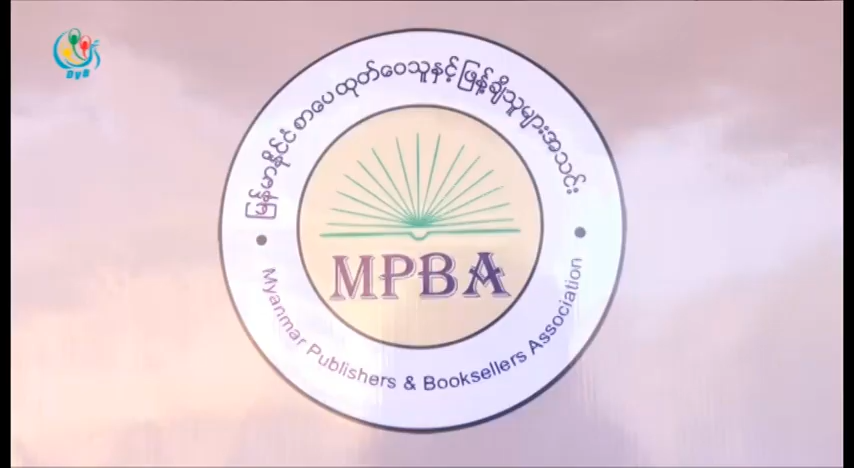 DVB
မြန်မာနိုင်ငံ စာပေထုတ်ဝေသူနှင့်ဖြန့်ချိသူများအသင်း
MPBA
Myanmar Publishers & Booksellers Association